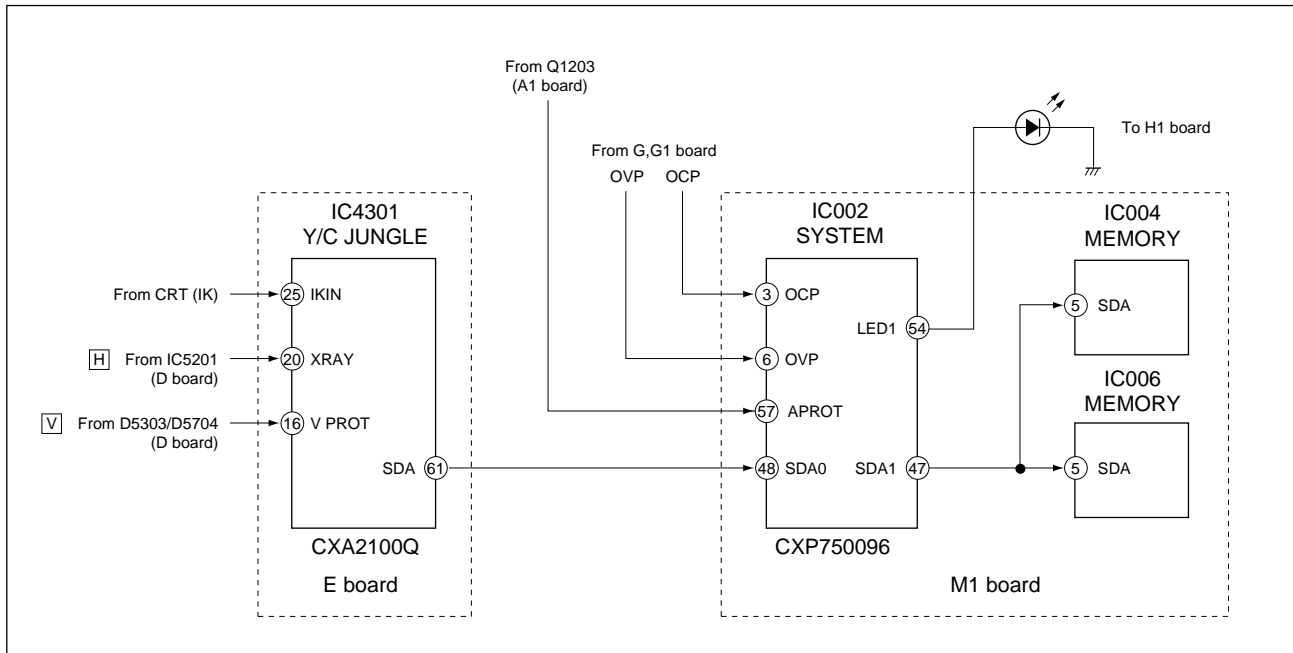 From Q1203
(A1 board)
To H1 board
From G,G1 board
OVP OCP
IC4301
Y/C JUNGLE
IC002
SYSTEM
IC004
MEMORY
From CRT (IK)
25 IKIN
3 OCP
5 SDA
LED1 54
H From IC5201
(D board)
20 XRAY
6 OVP
IC006
MEMORY
V From D5303/D5704
(D board)
16 V PROT
57 APROT
SDA 61
48 SDA0
SDA1 47
5 SDA
CXA2100Q
CXP750096
E board
M1 board